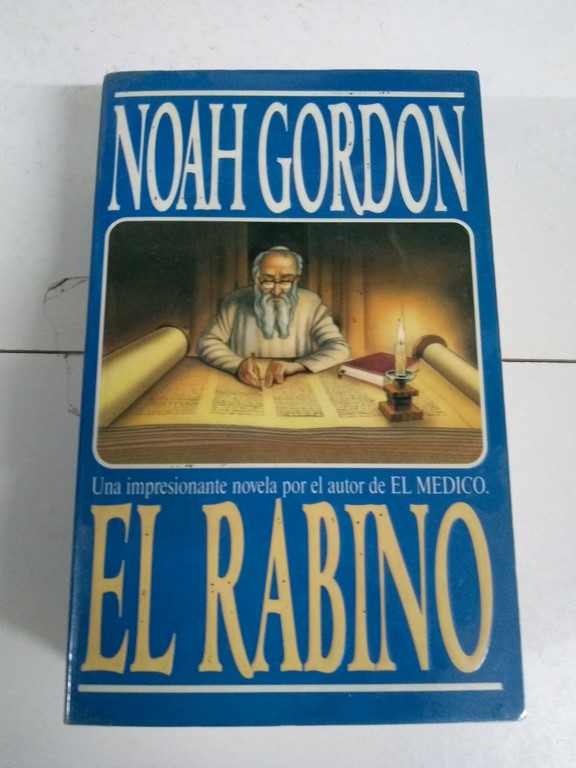 NOAH GORDON
Una impresionante novela por el autor de EL MEDICO.
EL RABINO